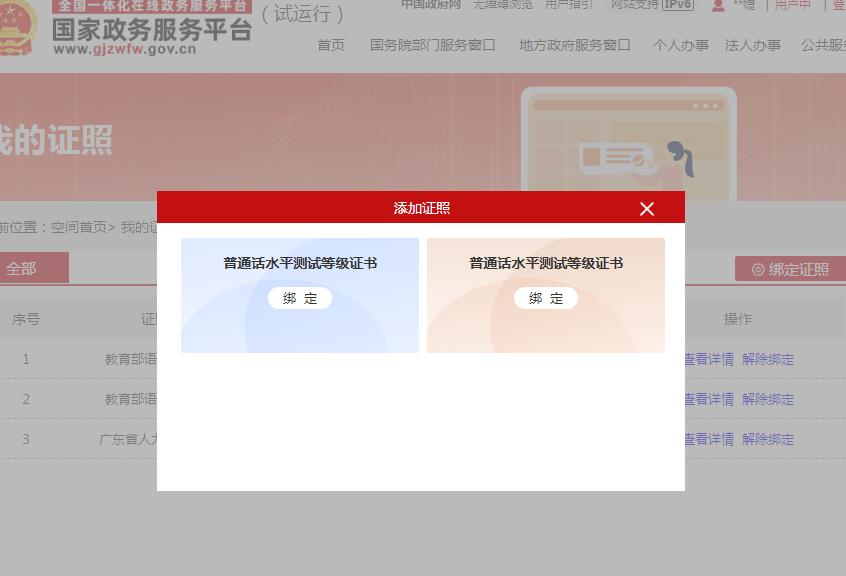 全国一体化在线政务服务平台
国家政务服务平台
(试运行)
www.gjzwfw.gov.cn
中国政府网 无障碍浏览 用户指引 网站支持 IPv6 **婕 | 用户中 |
首页 国务院部门服务窗口 地方政府服务窗口 个人办事 法人办事 公共服
的证照
前位置：空间首页> 我的证
添加证照
普通话水平测试等级证书 普通话水平测试等级证书
绑 定 绑 定
全部 绑定证照
序号 操作
1 教育部语 查看详情 解除绑定
2 教育部语 查看详情 解除绑定
3 广东省人 查看详情 解除绑定